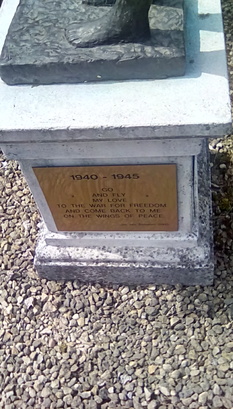 1940 - 1945
GO
AND FLY
MY LOVE
TO THE WAR FOR FREEDOM
AND COME BACK TO ME
ON THE WINGS OF PEACE